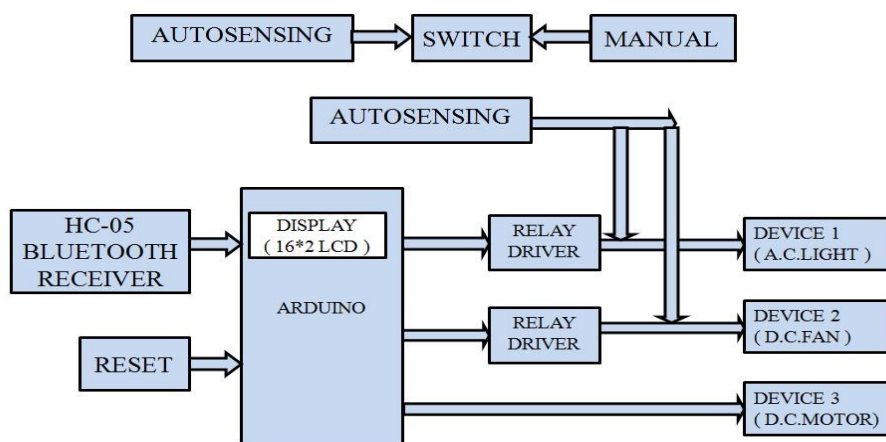 AUTOSENSING
SWITCH
MANUAL
AUTOSENSING
HC-05
BLUETOOTH
RECEIVER
RESET
DISPLAY
( 16*2 LCD )
ARDUINO
RELAY
DRIVER
RELAY
DRIVER
DEVICE 1
( A.C.LIGHT )
DEVICE 2
( D.C.FAN )
DEVICE 3
( D.C.MOTOR)